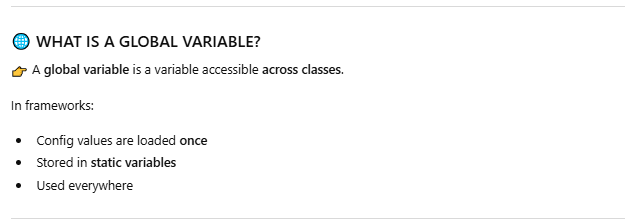 🌐 WHAT IS A GLOBAL VARIABLE?
👉 A global variable is a variable accessible across classes.
In frameworks:
• Config values are loaded once
• Stored in static variables
• Used everywhere